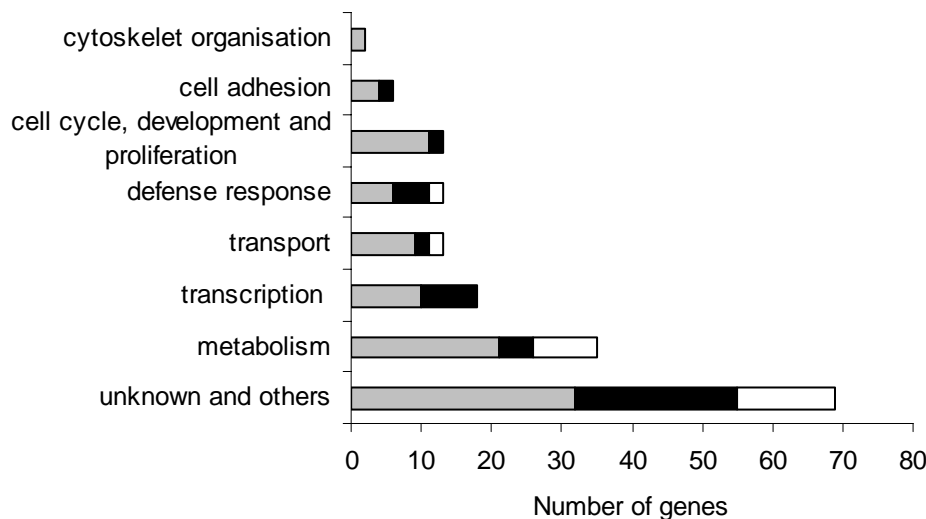 cytoskelet organisation
cell adhesion
cell cycle, development and
proliferation
defense response
transport
transcription
metabolism
unknown and others
0 10 20 30 40 50 60 70 80
Number of genes